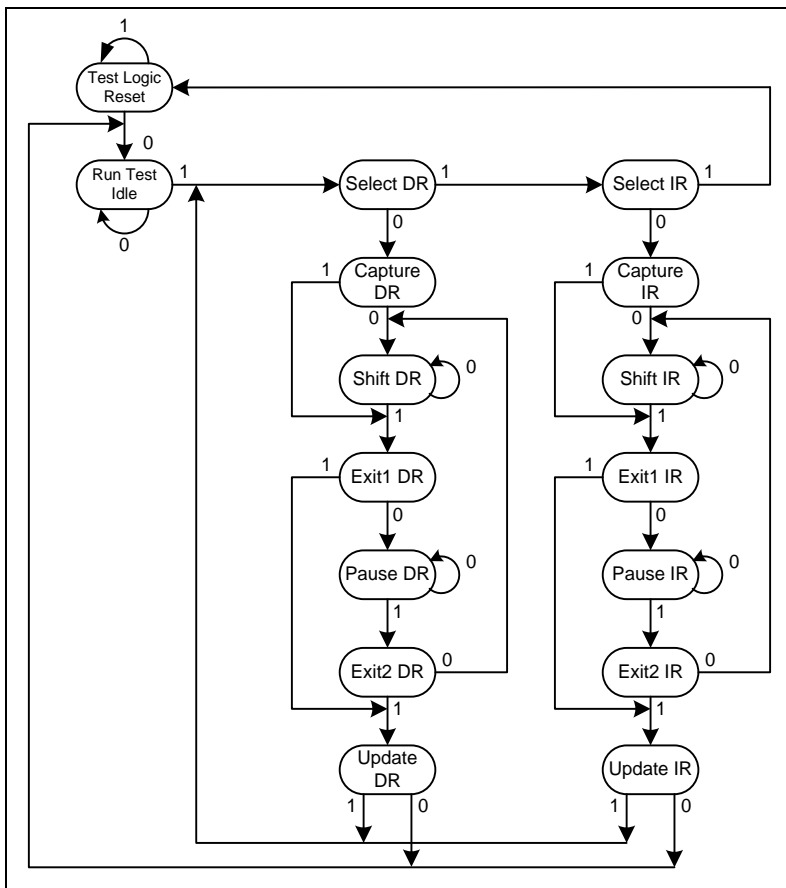 1
Test Logic
Reset
0
Run Test
Idle
1
0
Select DR
1
0
Select IR
1
0
Capture
DR
1
0
Capture
IR
1
0
Shift DR
0
1
Shift IR
0
1
Exit1 DR
1
0
Exit1 IR
1
0
Pause DR
0
1
Pause IR
0
1
Exit2 DR
0
1
Exit2 IR
0
1
Update
DR
1
0
Update IR
1
0